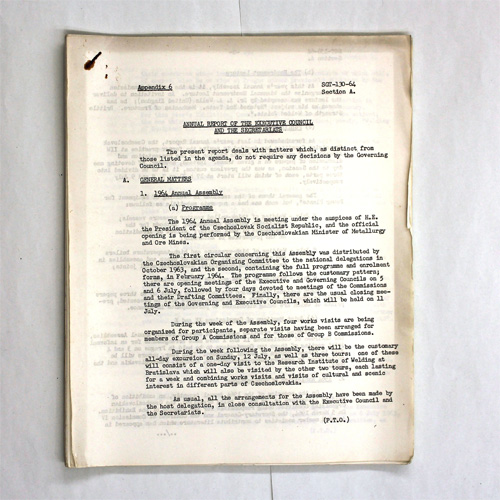 Appendix 6
SGT-130-64
Section A.
ANNUAL REPORT OF THE EXECUTIVE COUNCIL
AND THE SECRETARIATS
The present report deals with matters which, as distinct from
those listed in the agenda, do not require any decisions by the Governing
Council.
A. GENERAL MATTERS
1. 1964 Annual Assembly
(a) Programme
The 1964 Annual Assembly is meeting under the auspices of H.E.
the President of the Czechoslovak Socialist Republic, and the official
opening is being performed by the Czechoslovakian Minister of Metallurgy
and Ore Mines.
The first circular concerning this Assembly was distributed by
the Czechoslovakian Organising Committee to the national delegations in
October 1963, and the second, containing the full programme and enrolment
forms, in February 1964. The programme follows the customary pattern;
there are opening meetings of the Executive and Governing Councils on 5
and 6 July, followed by four days devoted to meetings of the Commissions
and their Drafting Committees. Finally, there are the usual closing meet-
ings of the Governing and Executive Councils, which will be held on 11
July.
During the week of the Assembly, four works visits are being
organised for participants, separate visits having been arranged for
members of Group A Commissions and for those of Group B Commissions.
During the week following the Assembly, there will be the customary
all-day excursion on Sunday, 12 July, as well as three tours: one of these
will consist of a one-day visit to the Research Institute of Welding at
Bratislava which will also be visited by the other two tours, each lasting
for a week and combining works visits and visits of cultural and scenic
interest in different parts of Czechoslovakia.
As usual, all the arrangements for the Assembly have been made by
the host delegation, in close consultation with the Executive Council and
the Secretariats.
(P.T.O.)